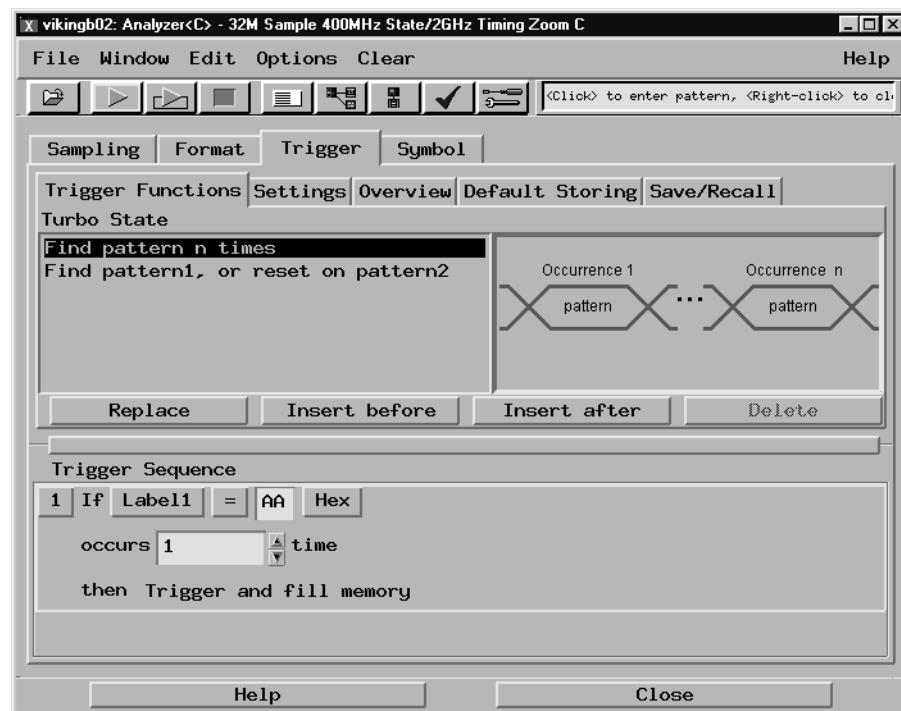 vikingb02: Analyzer<C> - 32M Sample 400MHz State/2GHz Timing Zoom C
File Window Edit Options Clear Help
<Click> to enter pattern, <Right-click> to cl
Sampling Format Trigger Symbol
Trigger Functions Settings Overview Default Storing Save/Recall
Turbo State
Find pattern n times
Find pattern1, or reset on pattern2
Occurrence 1 Occurrence n
pattern ... pattern
Replace Insert before Insert after Delete
Trigger Sequence
1 If Label1 = AA Hex
occurs 1 time
then Trigger and fill memory
Help Close